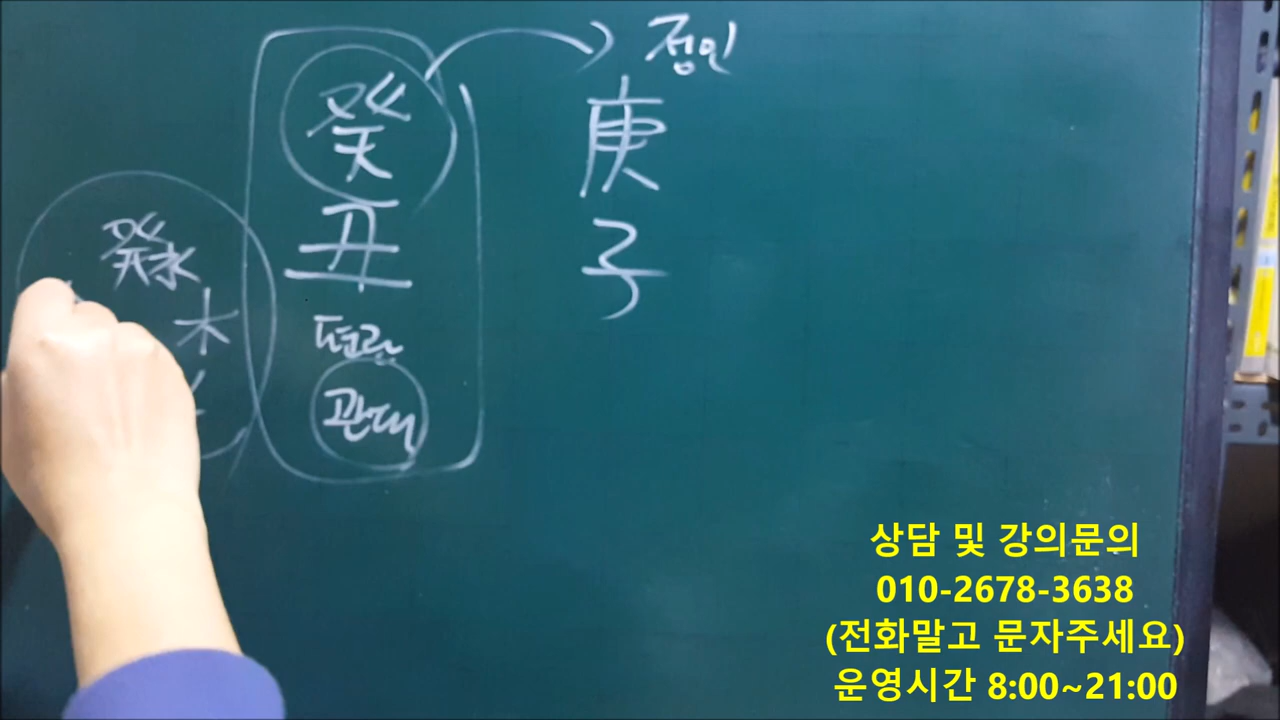 癸
丑
관대
癸水
木
정인
庚
子
상담 및 강의문의
010-2678-3638
(전화말고 문자주세요)
운영시간 8:00~21:00